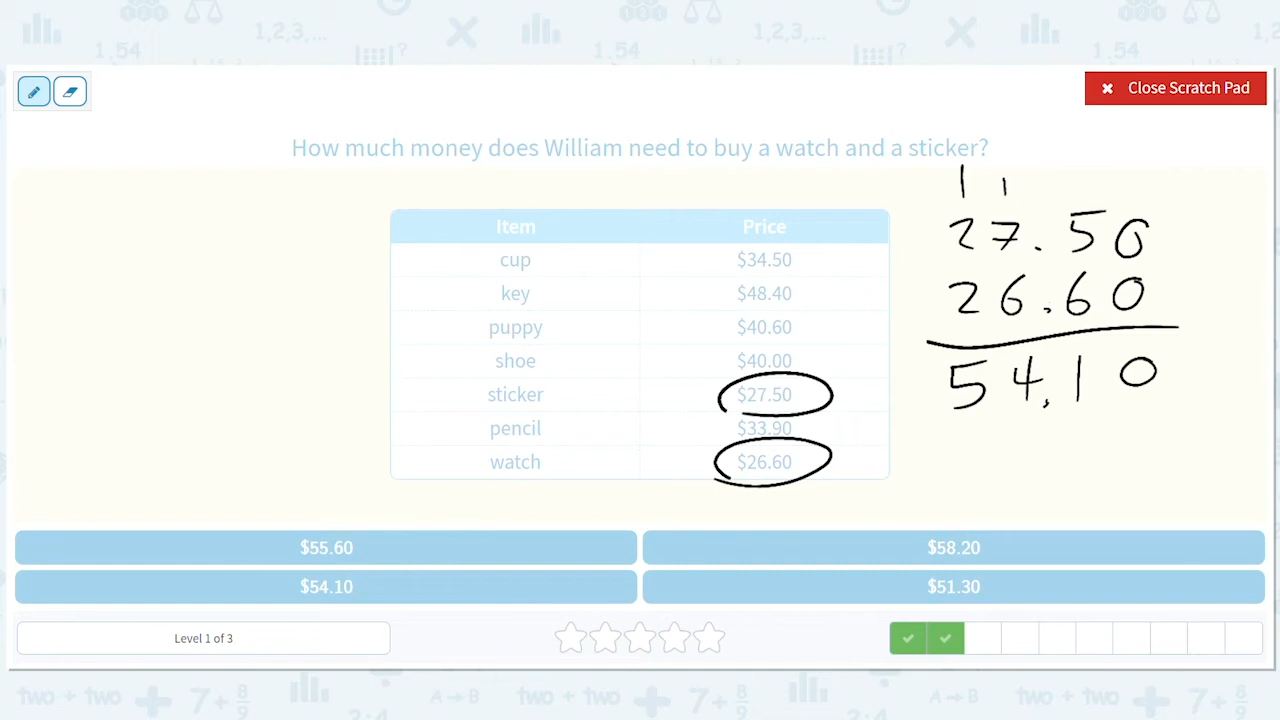 ✖ Close Scratch Pad
How much money does William need to buy a watch and a sticker?
Item Price
cup $34.50
key $48.40
puppy $40.60
shoe $40.00
sticker $27.50
pencil $33.90
watch $26.60
1 1
27.50
26.60
54.10
$55.60 $58.20
$54.10 $51.30
Level 1 of 3